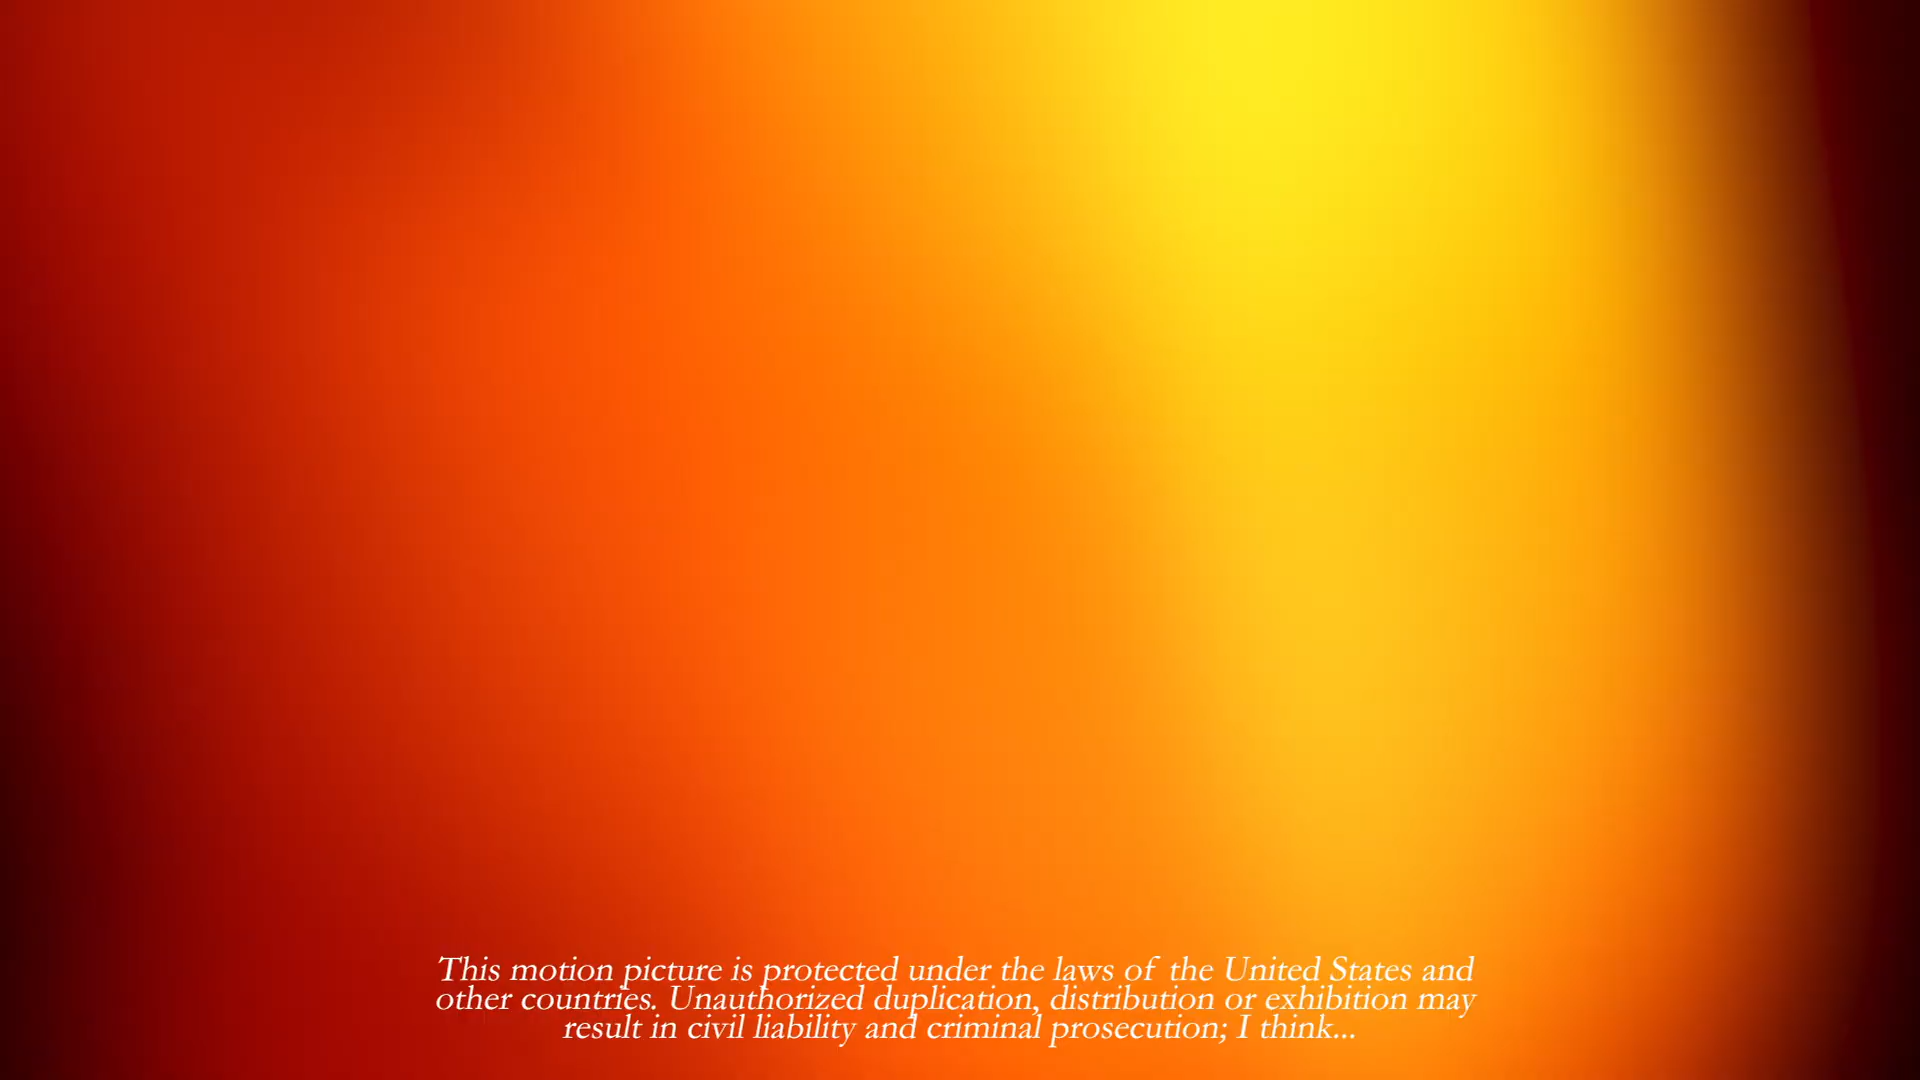 This motion picture is protected under the laws of the United States and
other countries. Unauthorized duplication, distribution or exhibition may
result in civil liability and criminal prosecution; I think...